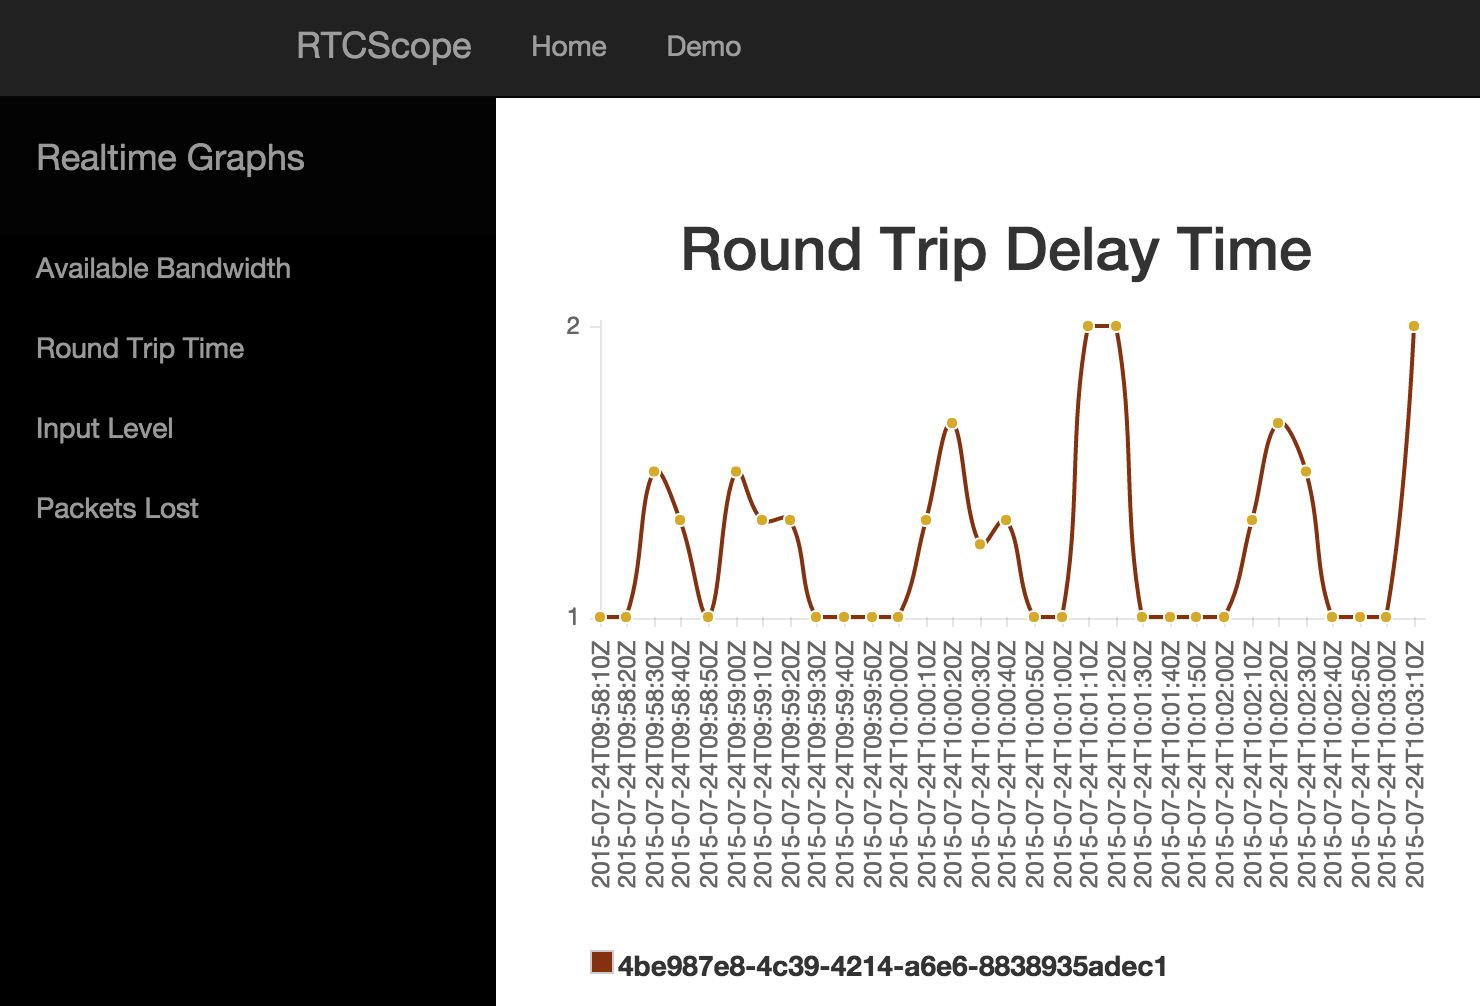 RTCScope Home Demo
Realtime Graphs
Available Bandwidth
Round Trip Time
Input Level
Packets Lost
Round Trip Delay Time
2
1
2015-07-24T09:58:10Z
2015-07-24T09:58:20Z
2015-07-24T09:58:30Z
2015-07-24T09:58:40Z
2015-07-24T09:58:50Z
2015-07-24T09:59:00Z
2015-07-24T09:59:10Z
2015-07-24T09:59:20Z
2015-07-24T09:59:30Z
2015-07-24T09:59:40Z
2015-07-24T09:59:50Z
2015-07-24T10:00:00Z
2015-07-24T10:00:10Z
2015-07-24T10:00:20Z
2015-07-24T10:00:30Z
2015-07-24T10:00:40Z
2015-07-24T10:00:50Z
2015-07-24T10:01:00Z
2015-07-24T10:01:10Z
2015-07-24T10:01:20Z
2015-07-24T10:01:30Z
2015-07-24T10:01:40Z
2015-07-24T10:01:50Z
2015-07-24T10:02:00Z
2015-07-24T10:02:10Z
2015-07-24T10:02:20Z
2015-07-24T10:02:30Z
2015-07-24T10:02:40Z
2015-07-24T10:02:50Z
2015-07-24T10:03:00Z
2015-07-24T10:03:10Z
4be987e8-4c39-4214-a6e6-8838935adec1